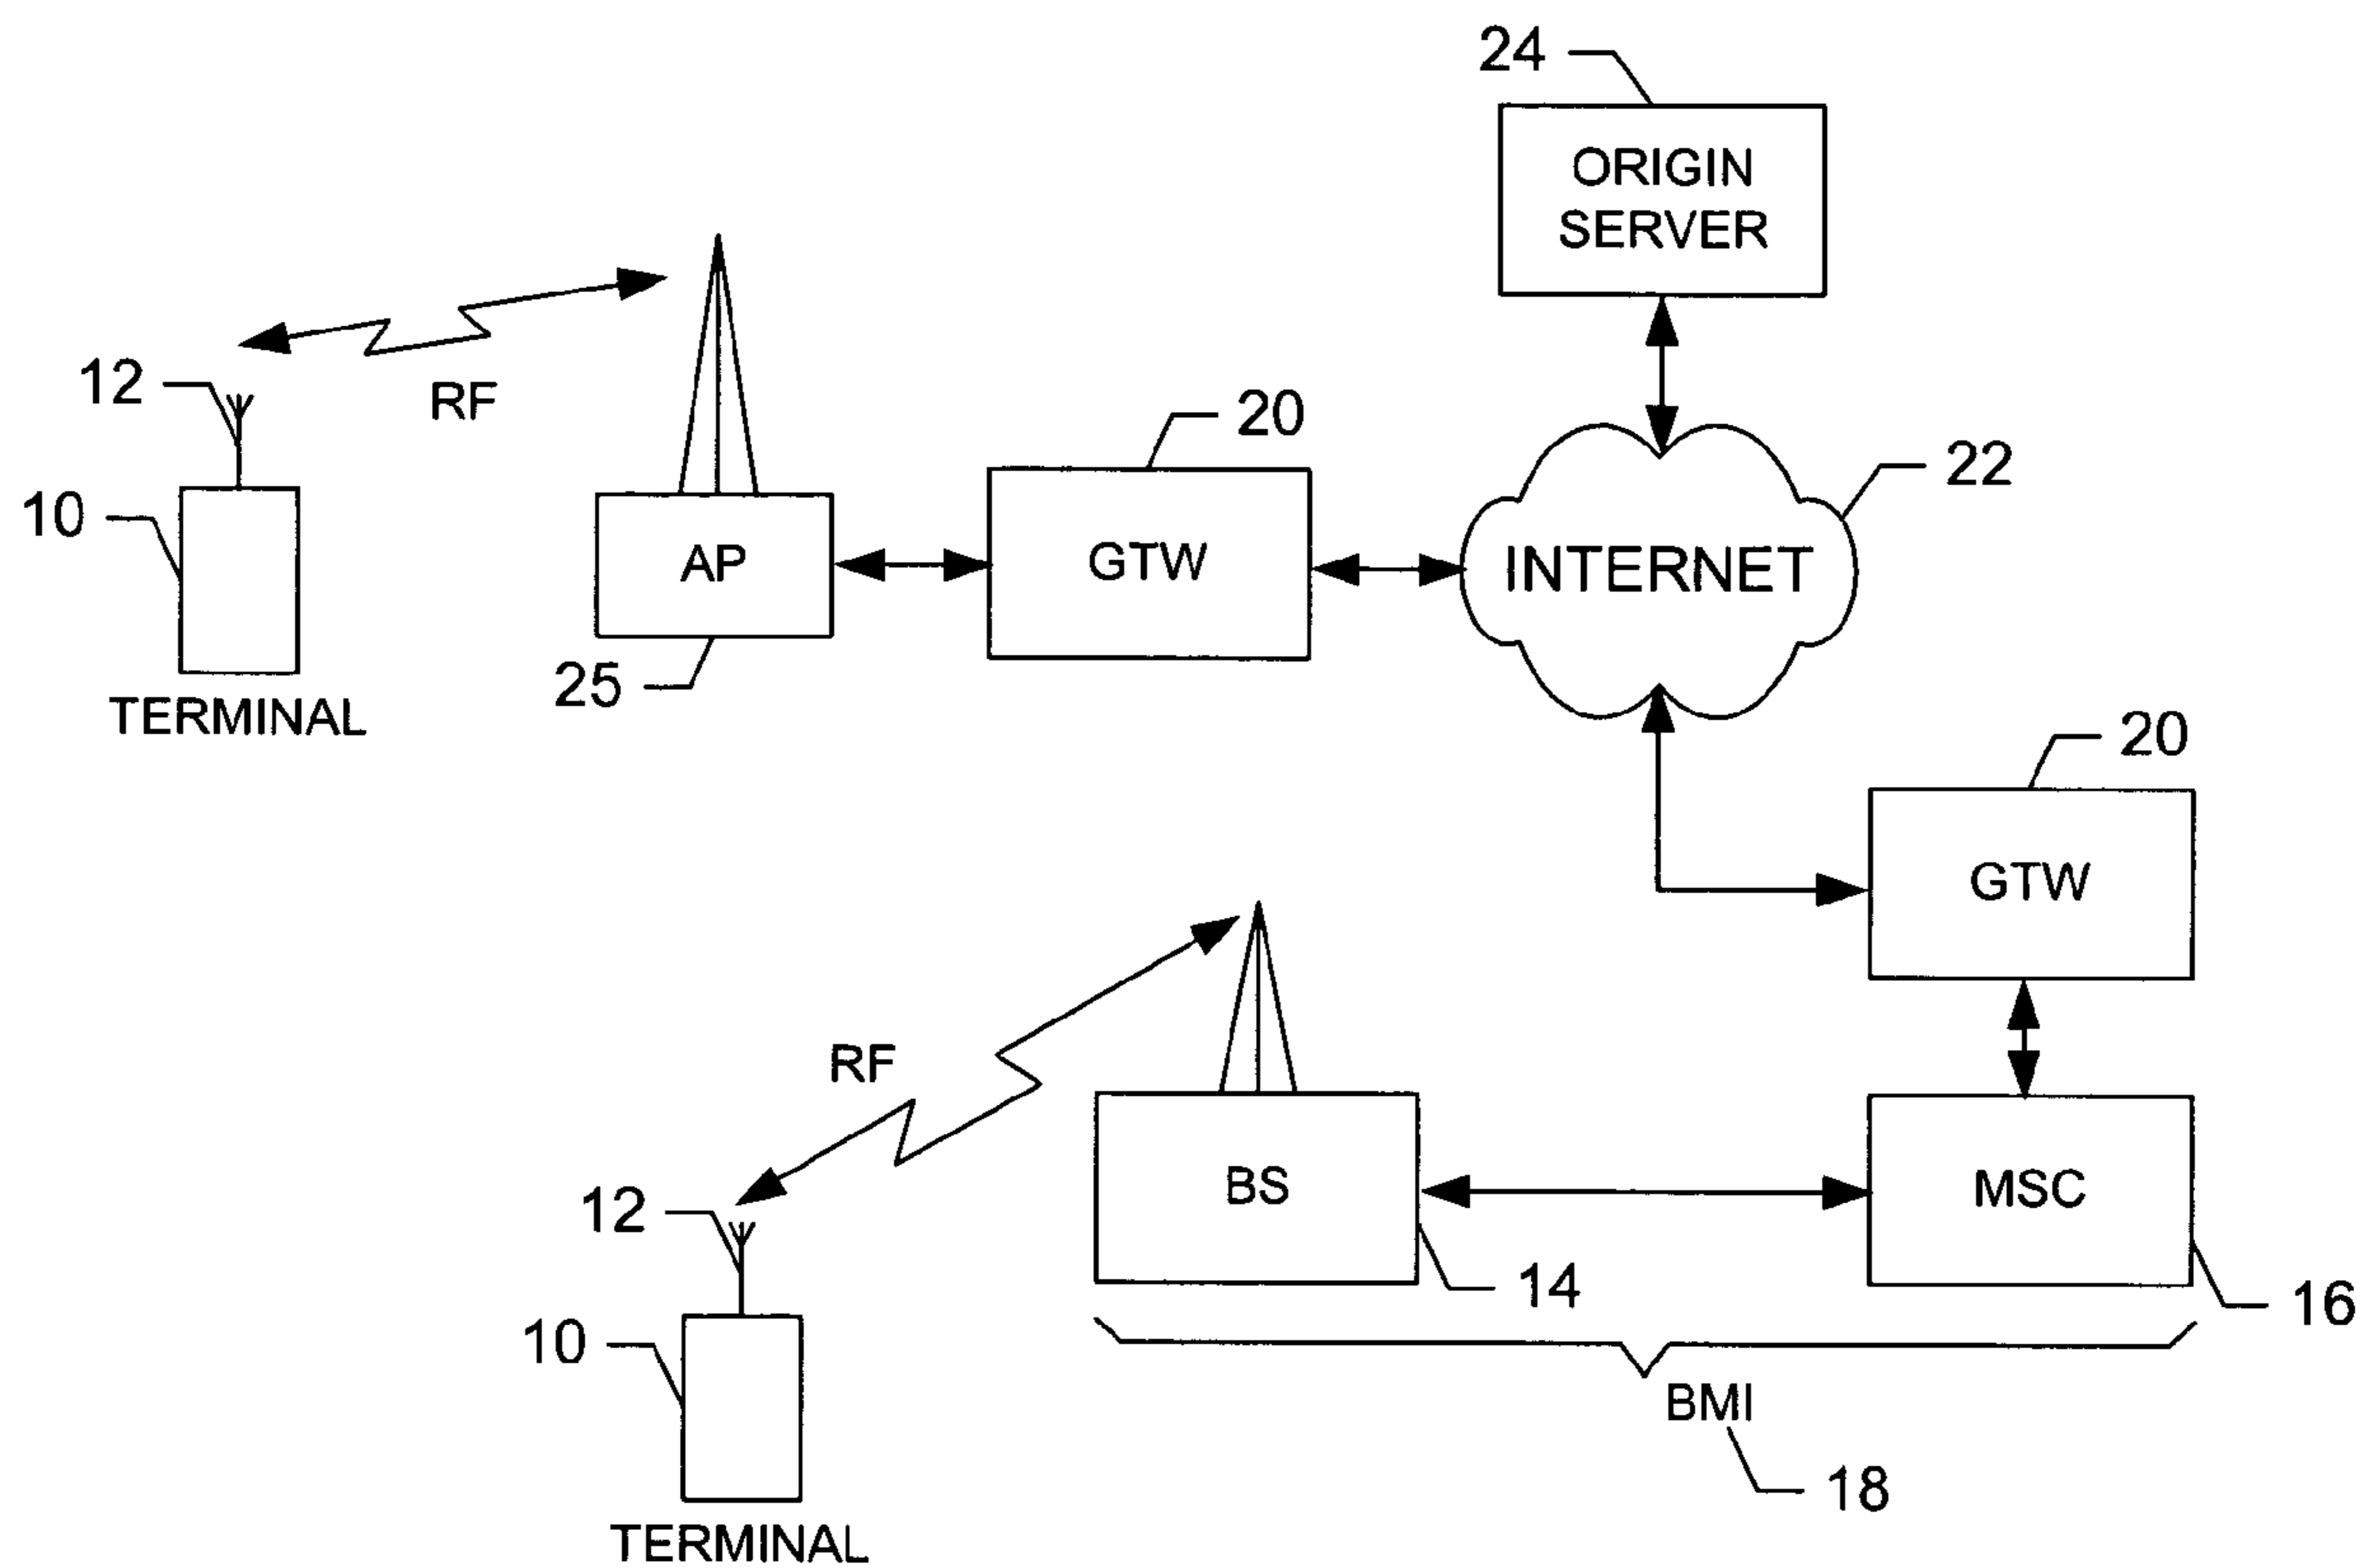 24
ORIGIN
SERVER
12
RF
20
22
10
AP
GTW
INTERNET
25
TERMINAL
20
GTW
RF
BS
MSC
12
14
16
10
BMI
18
TERMINAL